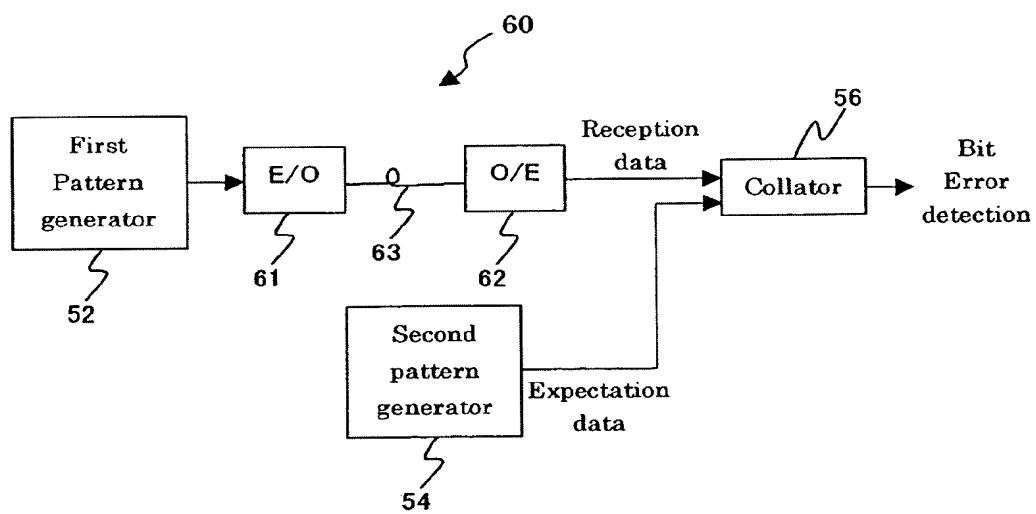 60
First
Pattern
generator
52
E/O
61
63
O/E
62
Reception
data
56
Collator
Bit
Error
detection
Second
pattern
generator
54
Expectation
data